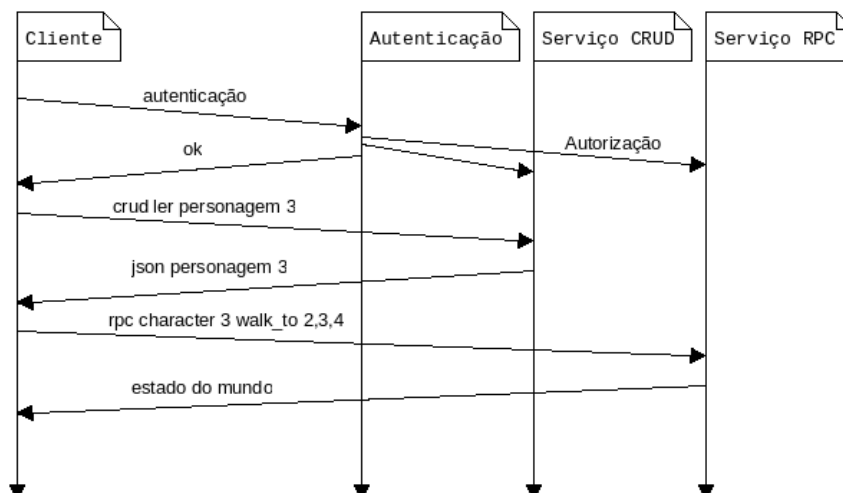 Cliente
Autenticação
Serviço CRUD
Serviço RPC
autenticação
Autorização
ok
crud ler personagem 3
json personagem 3
rpc character 3 walk_to 2,3,4
estado do mundo